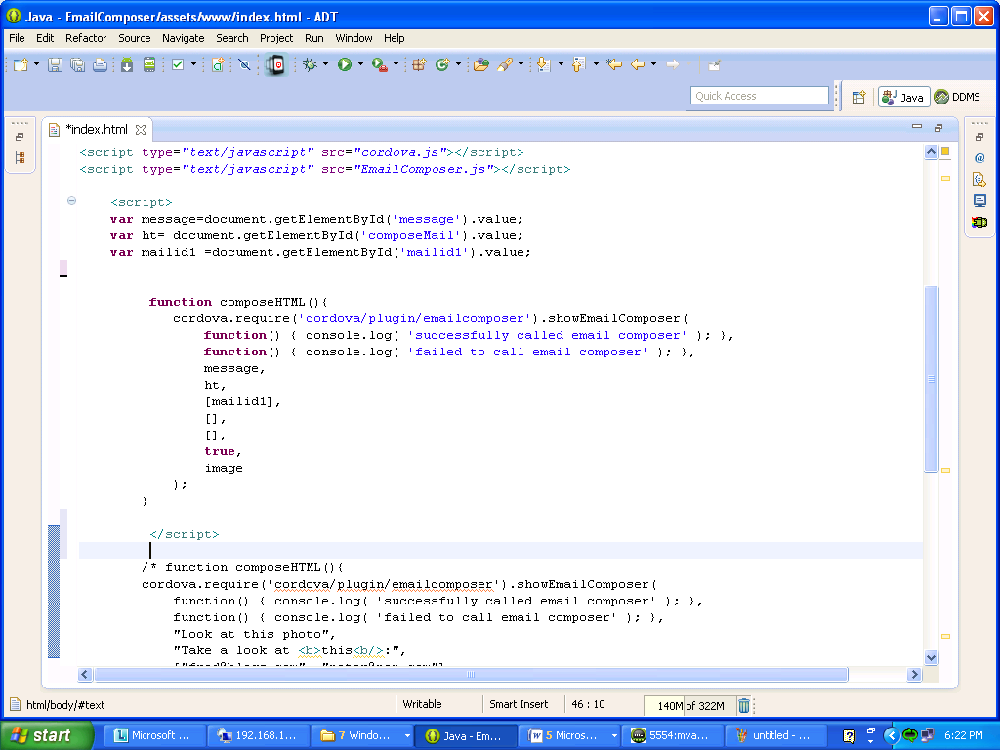 Java - EmailComposer/assets/www/index.html - ADT
File Edit Refactor Source Navigate Search Project Run Window Help
Quick Access
Java
DDMS
*index.html
<script type="text/javascript" src="cordova.js"></script>
<script type="text/javascript" src="EmailComposer.js"></script>
<script>
var message=document.getElementById('message').value;
var ht= document.getElementById('composeMail').value;
var mailid1 =document.getElementById('mailid1').value;
function composeHTML(){
cordova.require('cordova/plugin/emailcomposer').showEmailComposer(
function() { console.log( 'successfully called email composer' ); },
function() { console.log( 'failed to call email composer' ); },
message,
ht,
[mailid1],
[],
[],
true,
image
);
}
</script>
/* function composeHTML(){
cordova.require('cordova/plugin/emailcomposer').showEmailComposer(
function() { console.log( 'successfully called email composer' ); },
function() { console.log( 'failed to call email composer' ); },
"Look at this photo",
"Take a look at <b>this<b/>:",
html/body/#text
Writable
Smart Insert
46 : 10
140M of 322M
start
Microsoft ...
192.168.1...
7 Windo...
Java - Em...
5 Micros...
5554:mya...
untitled - ...
6:22 PM